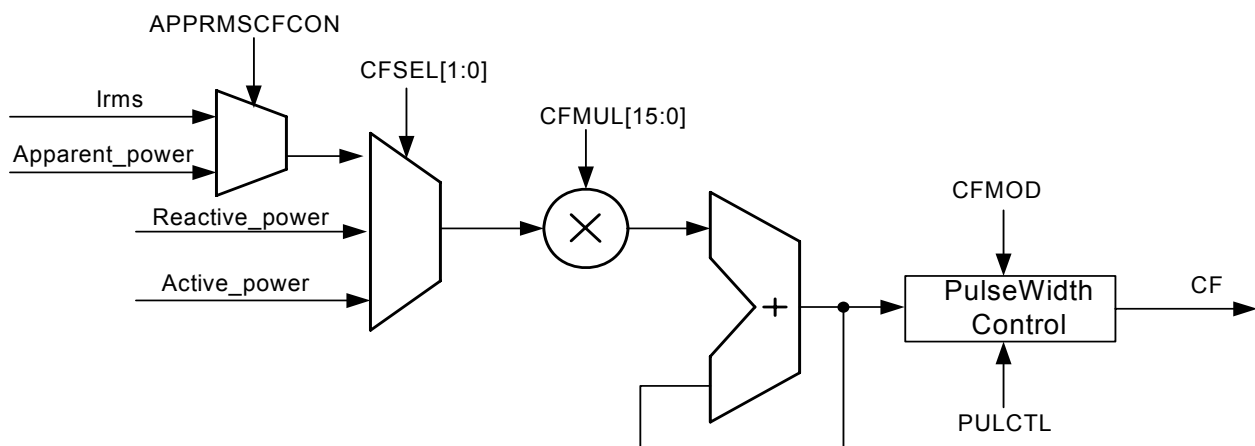 APPRMSCFCON
CFSEL[1:0]
Irms
CFMUL[15:0]
Apparent_power
CFMOD
Reactive_power
Active_power
+
PulseWidth
Control
CF
PULCTL